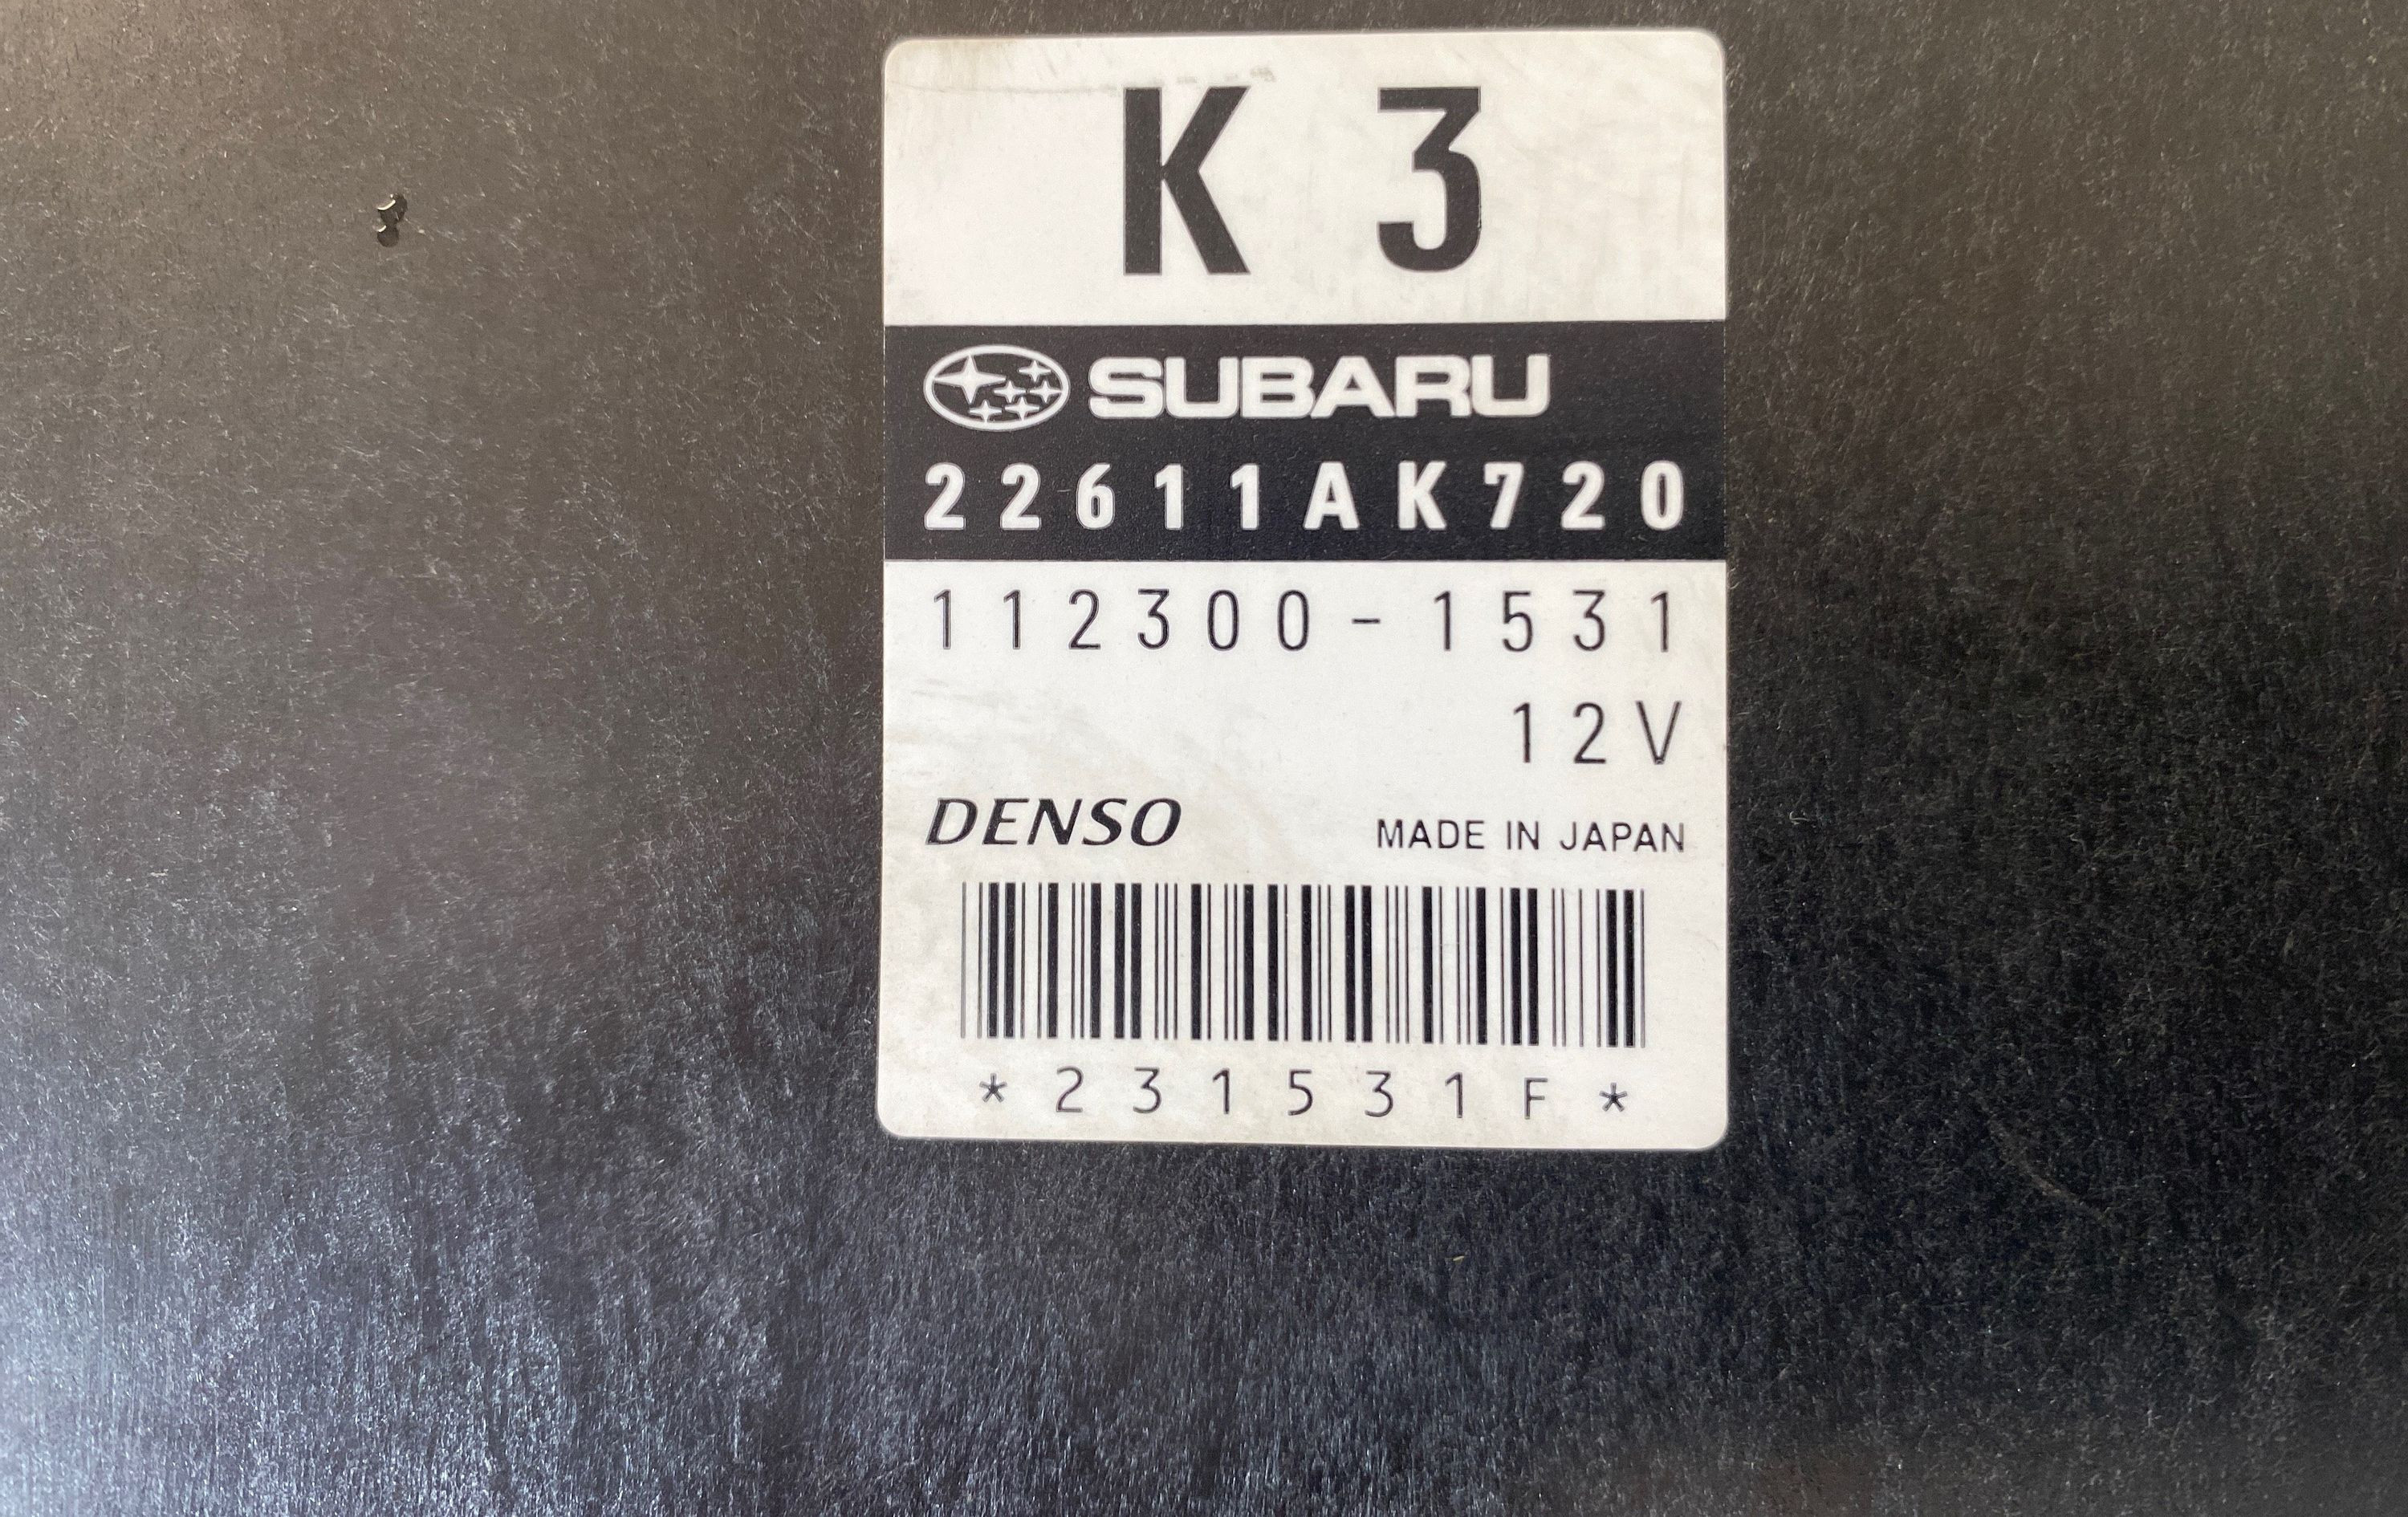 K 3
SUBARU
22611AK720
112300-1531
12V
DENSO MADE IN JAPAN
*231531F*